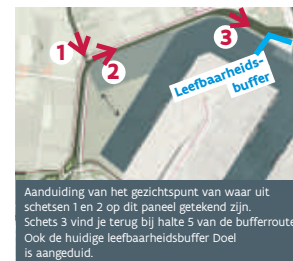 1
2
3
Leefbaarheids-
buffer
Aanduiding van het gezichtspunt van waar uit
schetsen 1 en 2 op dit paneel getekend zijn.
Schets 3 vind je terug bij halte 5 van de bufferroute
Ook de huidige leefbaarheidsbuffer Doel
is aangeduid.